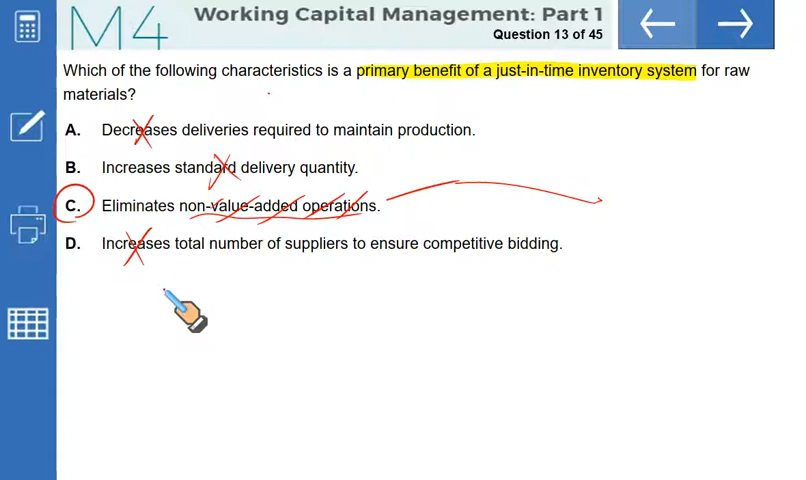 M4
Working Capital Management: Part 1
Question 13 of 45
Which of the following characteristics is a primary benefit of a just-in-time inventory system for raw
materials?
A. Decreases deliveries required to maintain production.
B. Increases standard delivery quantity.
C. Eliminates non-value-added operations.
D. Increases total number of suppliers to ensure competitive bidding.